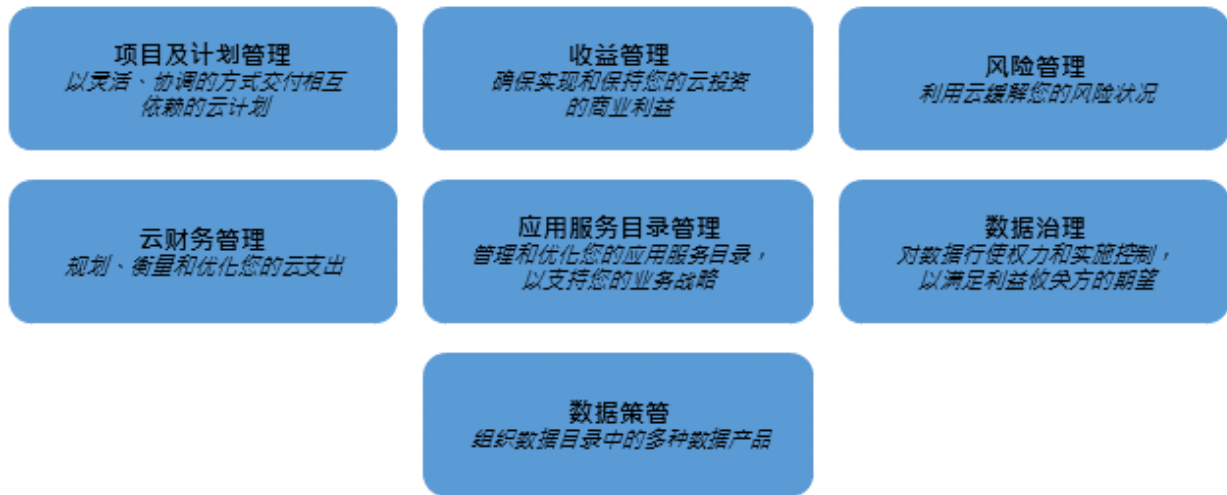 项目及计划管理
以灵活、协调的方式交付相互
依赖的云计划
收益管理
确保实现和保持您的云投资
的商业利益
风险管理
利用云缓解您的风险状况
云财务管理
规划、衡量和优化您的云支出
应用服务目录管理
管理和优化您的应用服务目录，
以支持您的业务战略
数据治理
对数据行使权力和实施控制，
以满足利益攸关方的期望
数据策管
组织数据目录中的多种数据产品